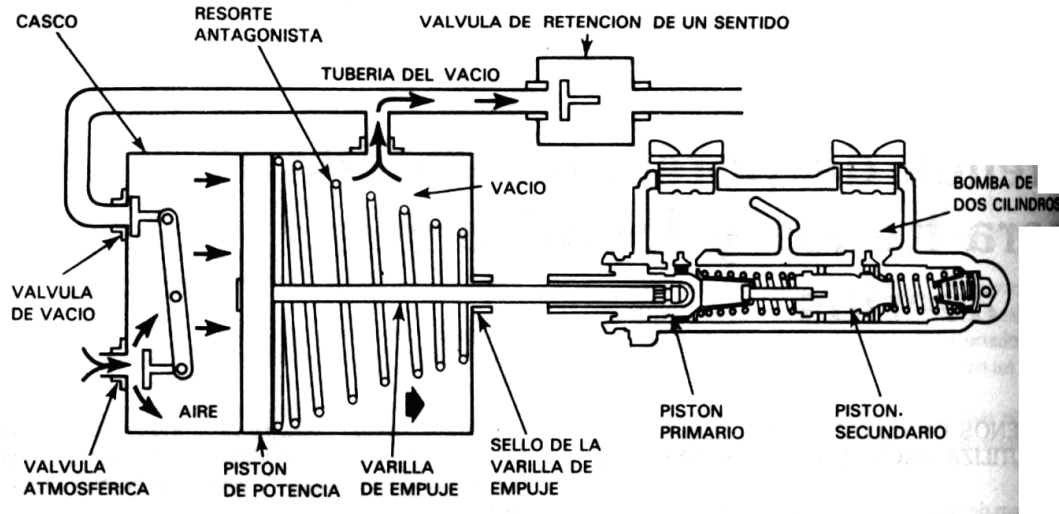 CASCO
RESORTE
ANTAGONISTA
VALVULA DE RETENCION DE UN SENTIDO
TUBERIA DEL VACIO
VACIO
BOMBA DE
DOS CILINDROS
VALVULA
DE VACIO
AIRE
VALVULA
ATMOSFERICA
PISTON
DE POTENCIA
VARILLA
DE EMPUJE
SELLO DE LA
VARILLA DE
EMPUJE
PISTON
PRIMARIO
PISTON.
SECUNDARIO